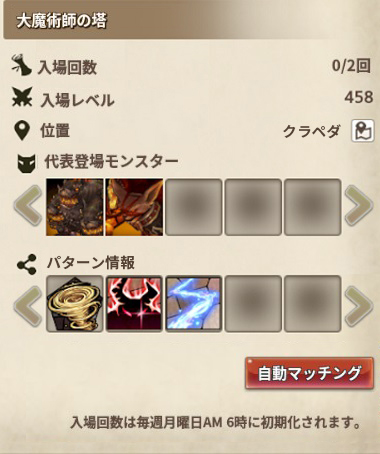 大魔術師の塔
入場回数 0/2回
入場レベル 458
位置 クラペダ
代表登場モンスター
パターン情報
自動マッチング
入場回数は毎週月曜日AM 6時に初期化されます。